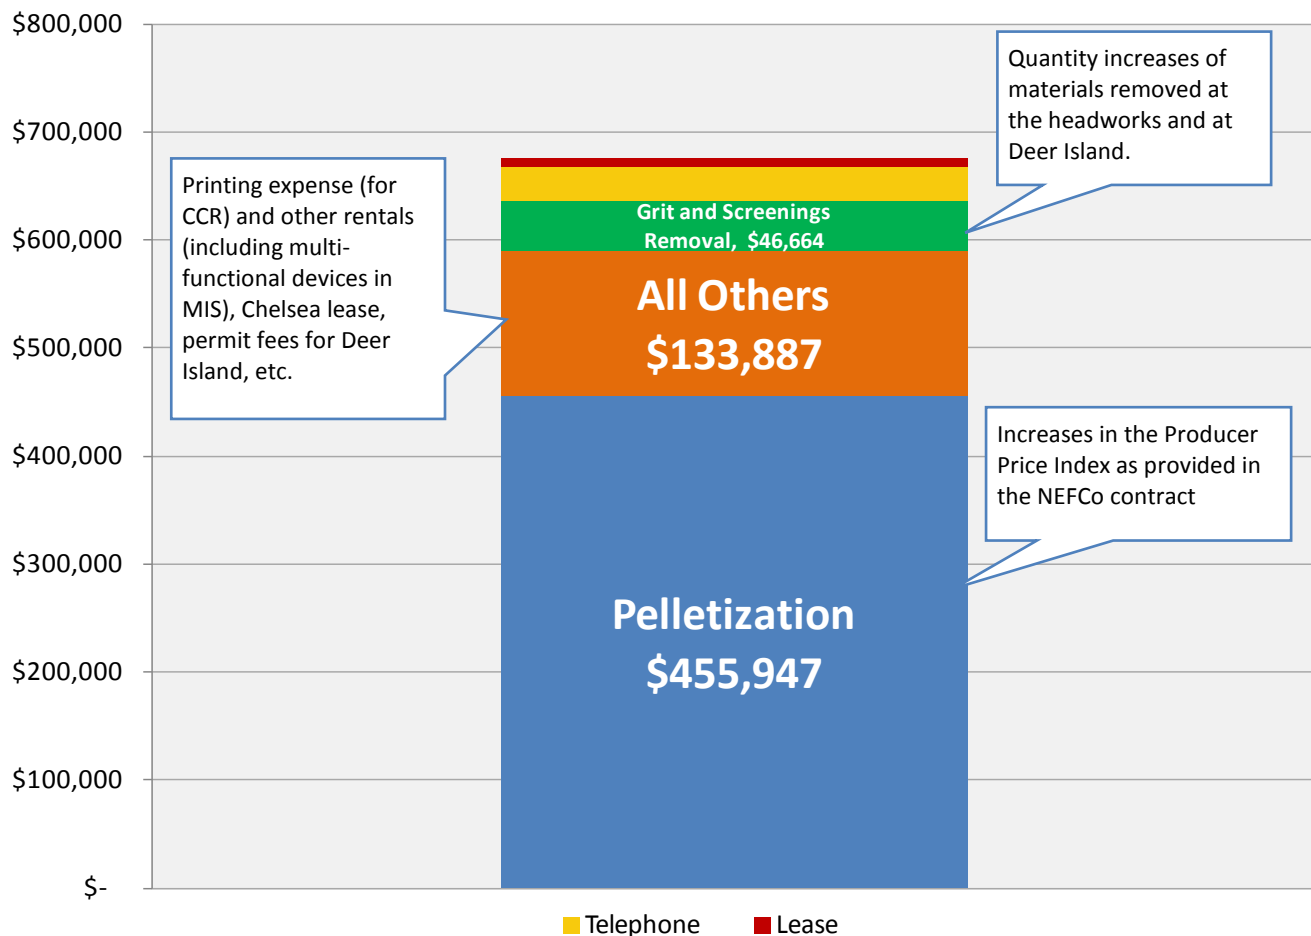 $800,000
$700,000
$600,000
$500,000
$400,000
$300,000
$200,000
$100,000
$-
Printing expense (for
CCR) and other rentals
(including multi-
functional devices in
MIS), Chelsea lease,
permit fees for Deer
Island, etc.
Grit and Screenings
Removal, $46,664
All Others
$133,887
Pelletization
$455,947
Quantity increases of
materials removed at
the headworks and at
Deer Island.
Increases in the Producer
Price Index as provided in
the NEFCo contract
Telephone
Lease